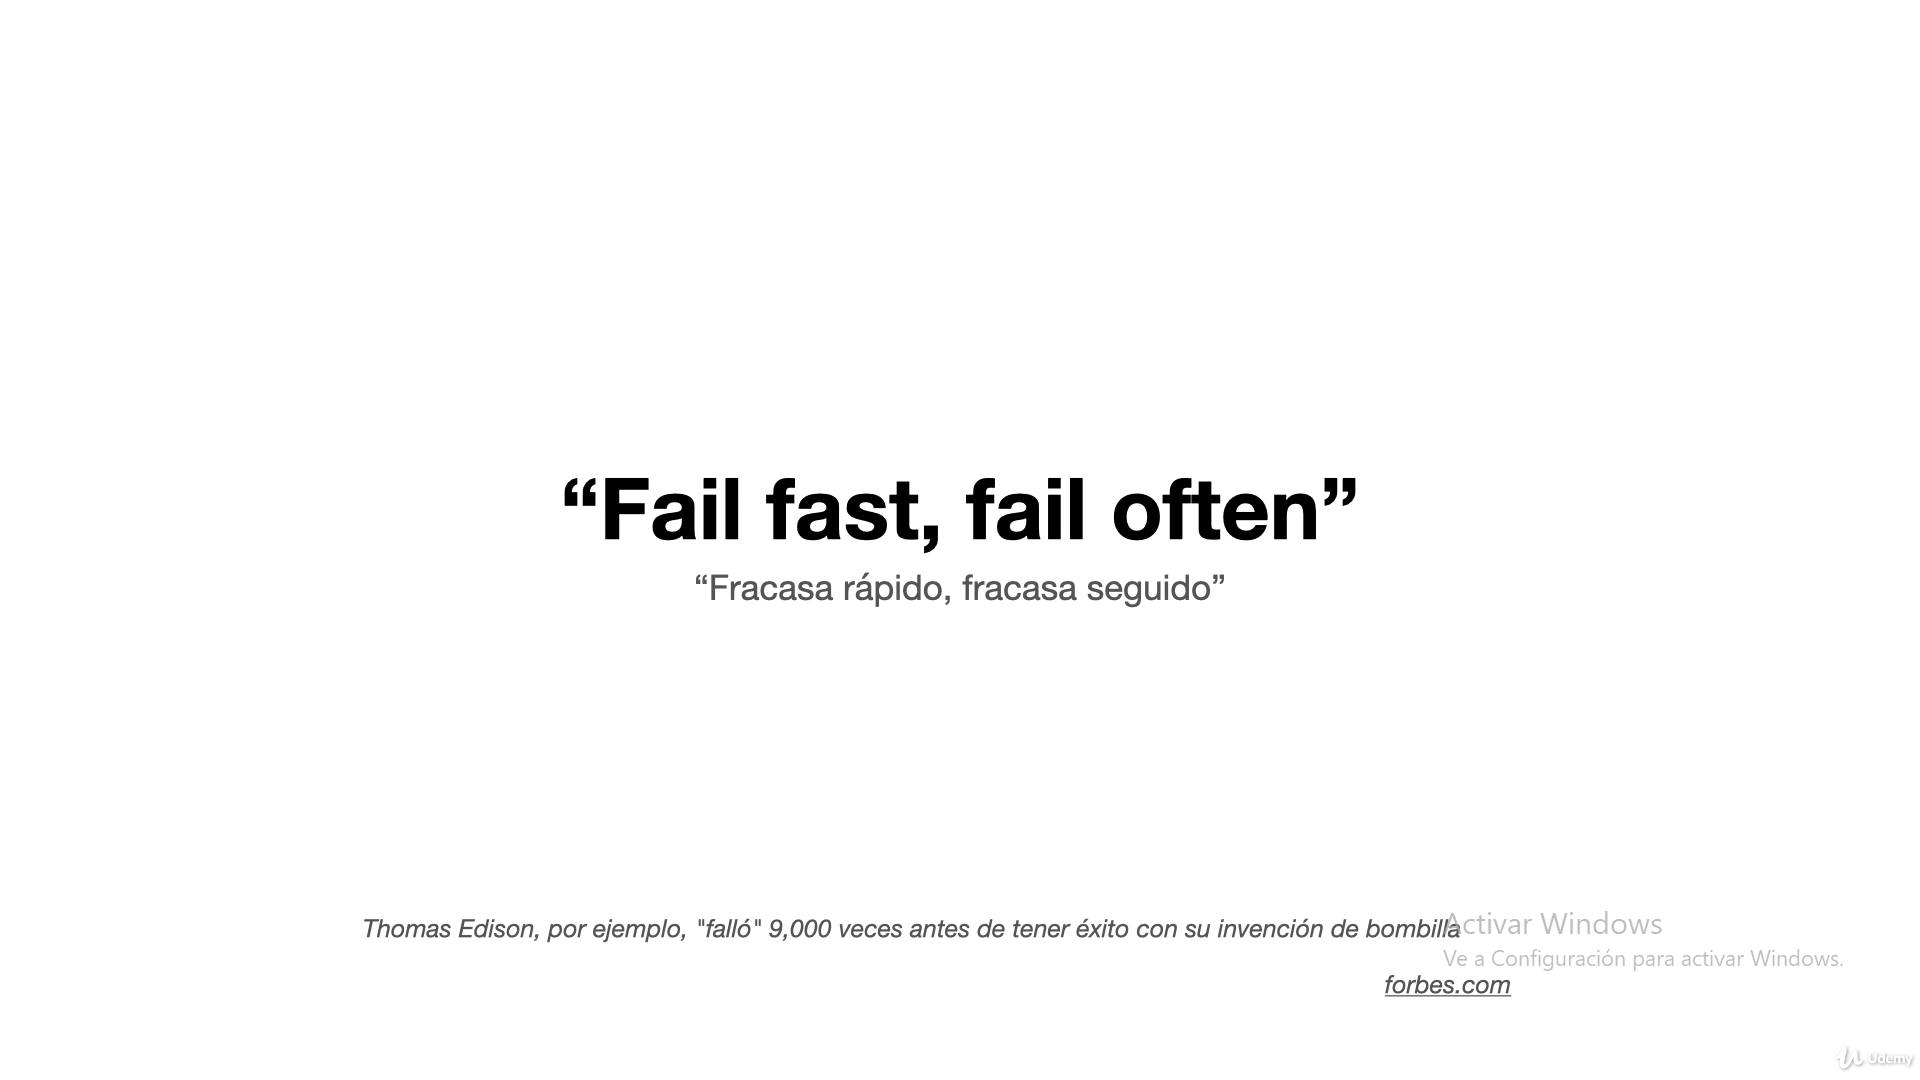 “Fail fast, fail often”
“Fracasa rápido, fracasa seguido”
Thomas Edison, por ejemplo, "falló" 9,000 veces antes de tener éxito con su invención de bombilla
Activar Windows
Ve a Configuración para activar Windows.
forbes.com
Udemy